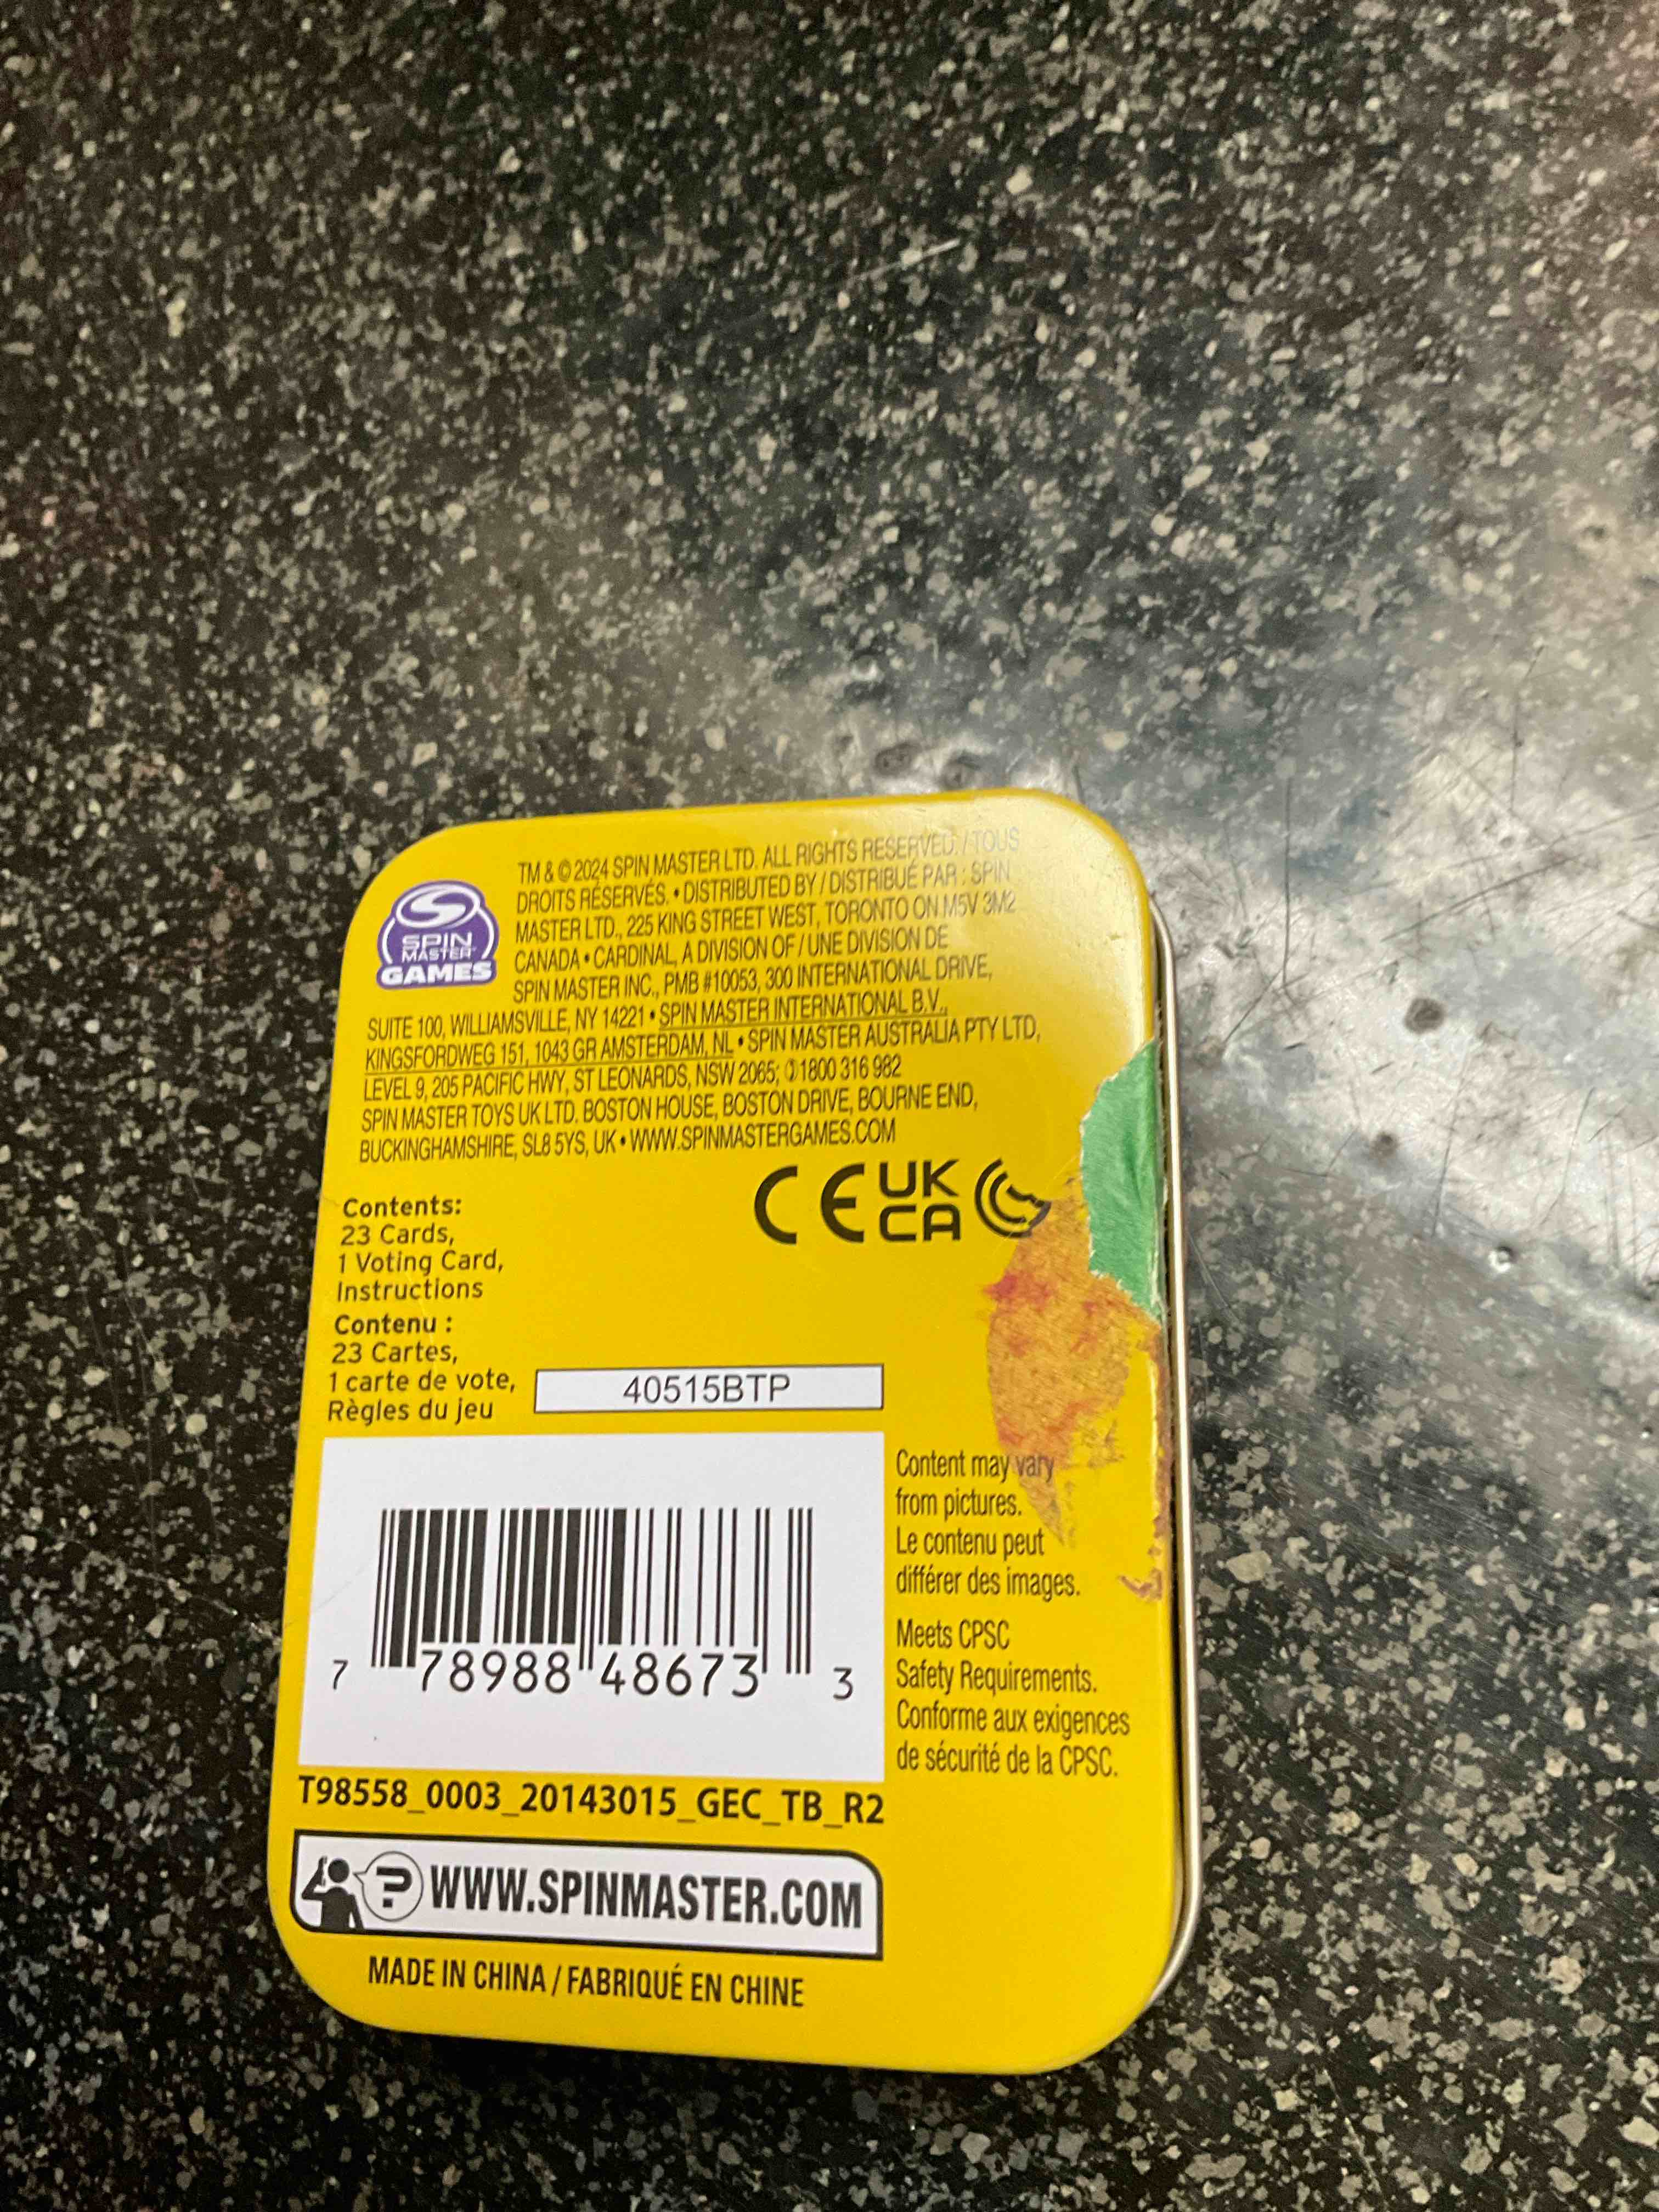 SPIN
MASTER
GAMES
TM & © 2024 SPIN MASTER LTD. ALL RIGHTS RESERVED. / TOUS
DROITS RÉSERVÉS. • DISTRIBUTED BY / DISTRIBUÉ PAR : SPIN
MASTER LTD., 225 KING STREET WEST, TORONTO ON M5V 3M2
CANADA • CARDINAL, A DIVISION OF / UNE DIVISION DE
SPIN MASTER INC., PMB #10053, 300 INTERNATIONAL DRIVE,
SUITE 100, WILLIAMSVILLE, NY 14221 • SPIN MASTER INTERNATIONAL B.V.,
KINGSFORDWEG 151, 1043 GR AMSTERDAM, NL • SPIN MASTER AUSTRALIA PTY LTD,
LEVEL 9, 205 PACIFIC HWY, ST LEONARDS, NSW 2065; ✆1800 316 982
SPIN MASTER TOYS UK LTD. BOSTON HOUSE, BOSTON DRIVE, BOURNE END,
BUCKINGHAMSHIRE, SL8 5YS, UK • WWW.SPINMASTERGAMES.COM
CE UK
CA
Contents:
23 Cards,
1 Voting Card,
Instructions
Contenu :
23 Cartes,
1 carte de vote,
Règles du jeu
40515BTP
7 78988 48673 3
Content may vary
from pictures.
Le contenu peut
différer des images.
Meets CPSC
Safety Requirements.
Conforme aux exigences
de sécurité de la CPSC.
T98558_0003_20143015_GEC_TB_R2
? WWW.SPINMASTER.COM
MADE IN CHINA / FABRIQUÉ EN CHINE